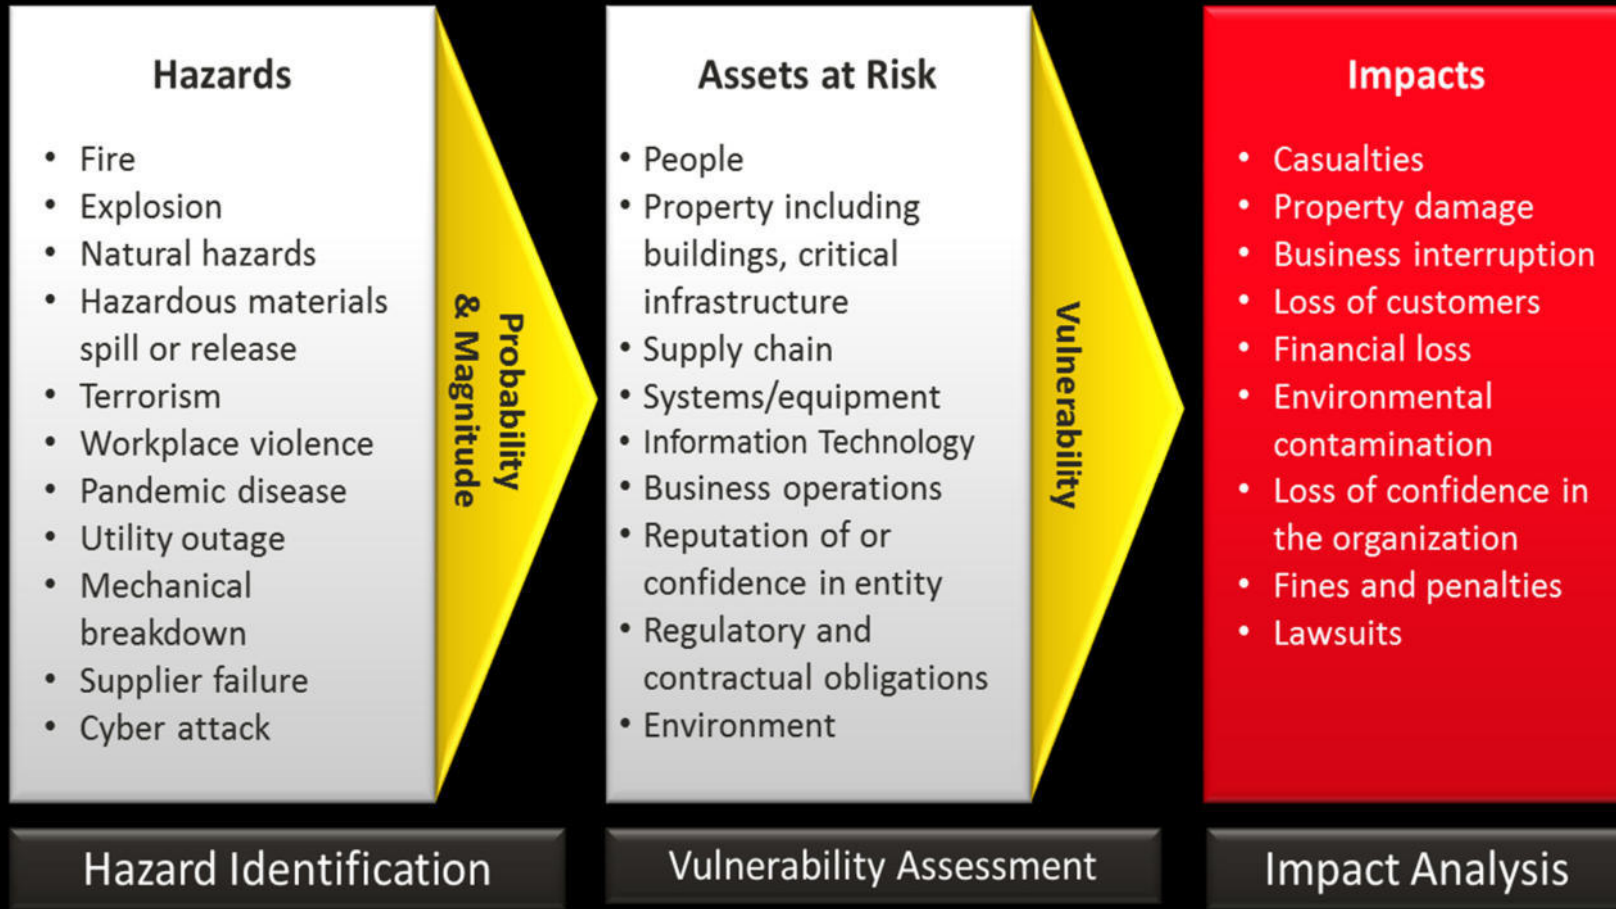 Hazards
• Fire
• Explosion
• Natural hazards
• Hazardous materials
spill or release
• Terrorism
• Workplace violence
• Pandemic disease
• Utility outage
• Mechanical
breakdown
• Supplier failure
• Cyber attack
Probability
& Magnitude
Assets at Risk
• People
• Property including
buildings, critical
infrastructure
• Supply chain
• Systems/equipment
• Information Technology
• Business operations
• Reputation of or
confidence in entity
• Regulatory and
contractual obligations
• Environment
Vulnerability
Impacts
• Casualties
• Property damage
• Business interruption
• Loss of customers
• Financial loss
• Environmental
contamination
• Loss of confidence in
the organization
• Fines and penalties
• Lawsuits
Hazard Identification
Vulnerability Assessment
Impact Analysis